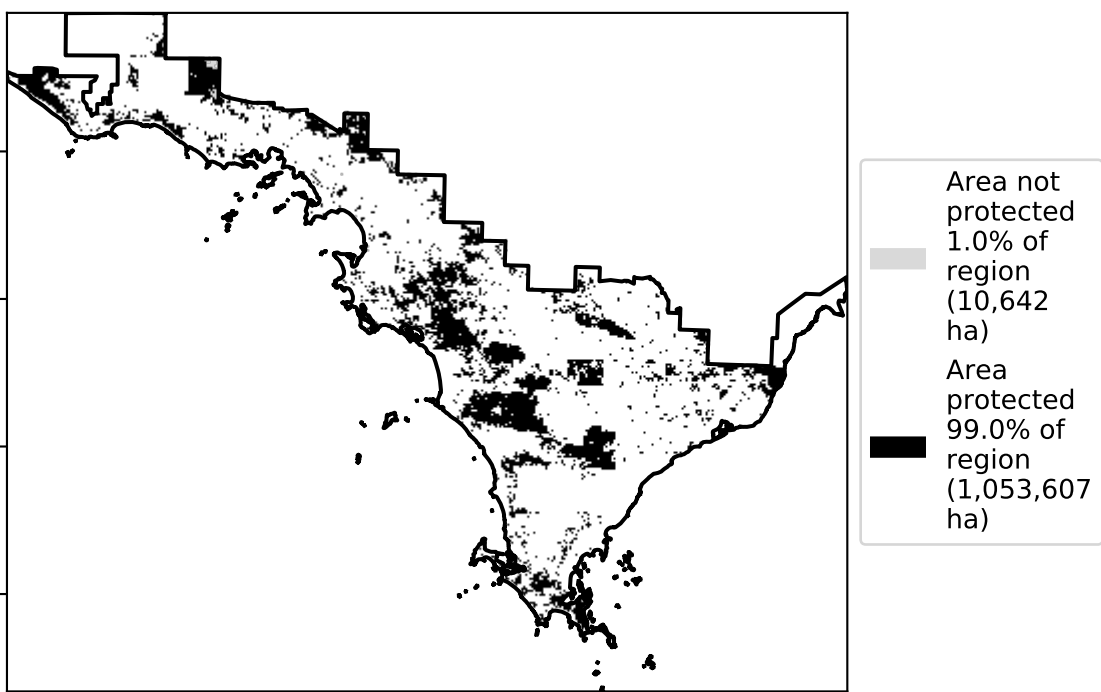 Area not
protected
1.0% of
region
(10,642
ha)
Area
protected
99.0% of
region
(1,053,607
ha)